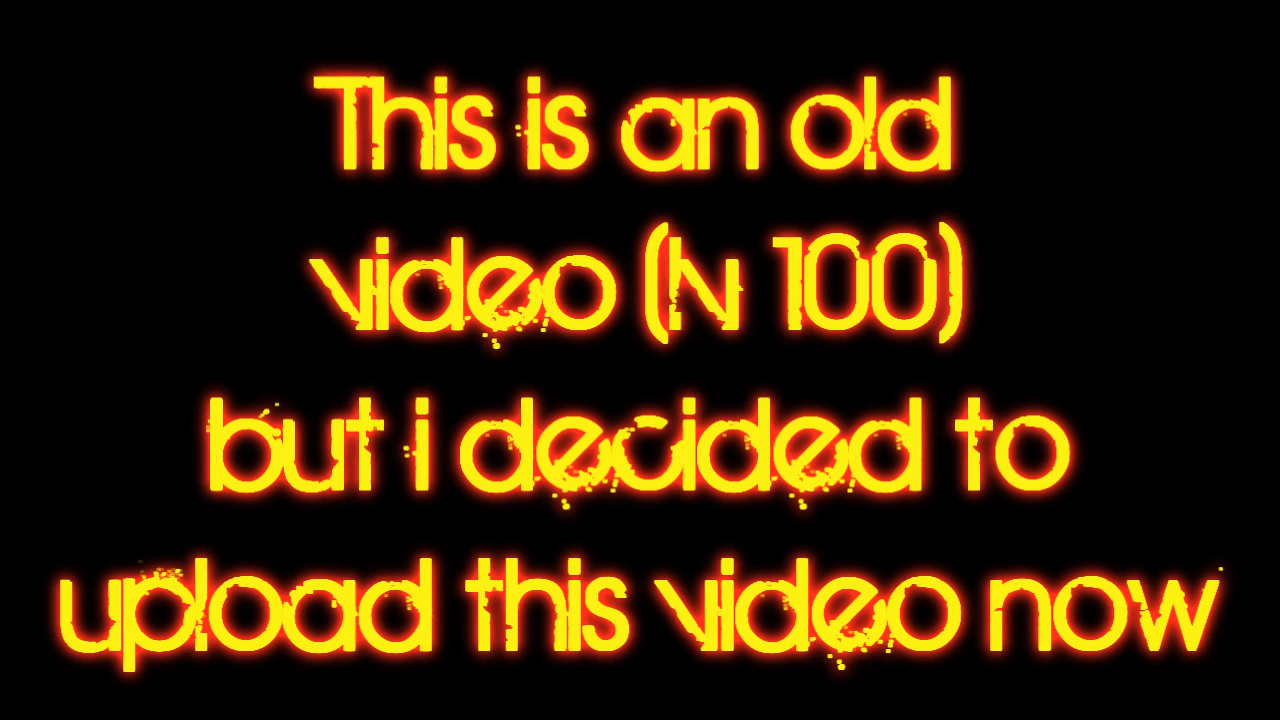 This is an old
video (N 100)
but i decided to
upload this video now